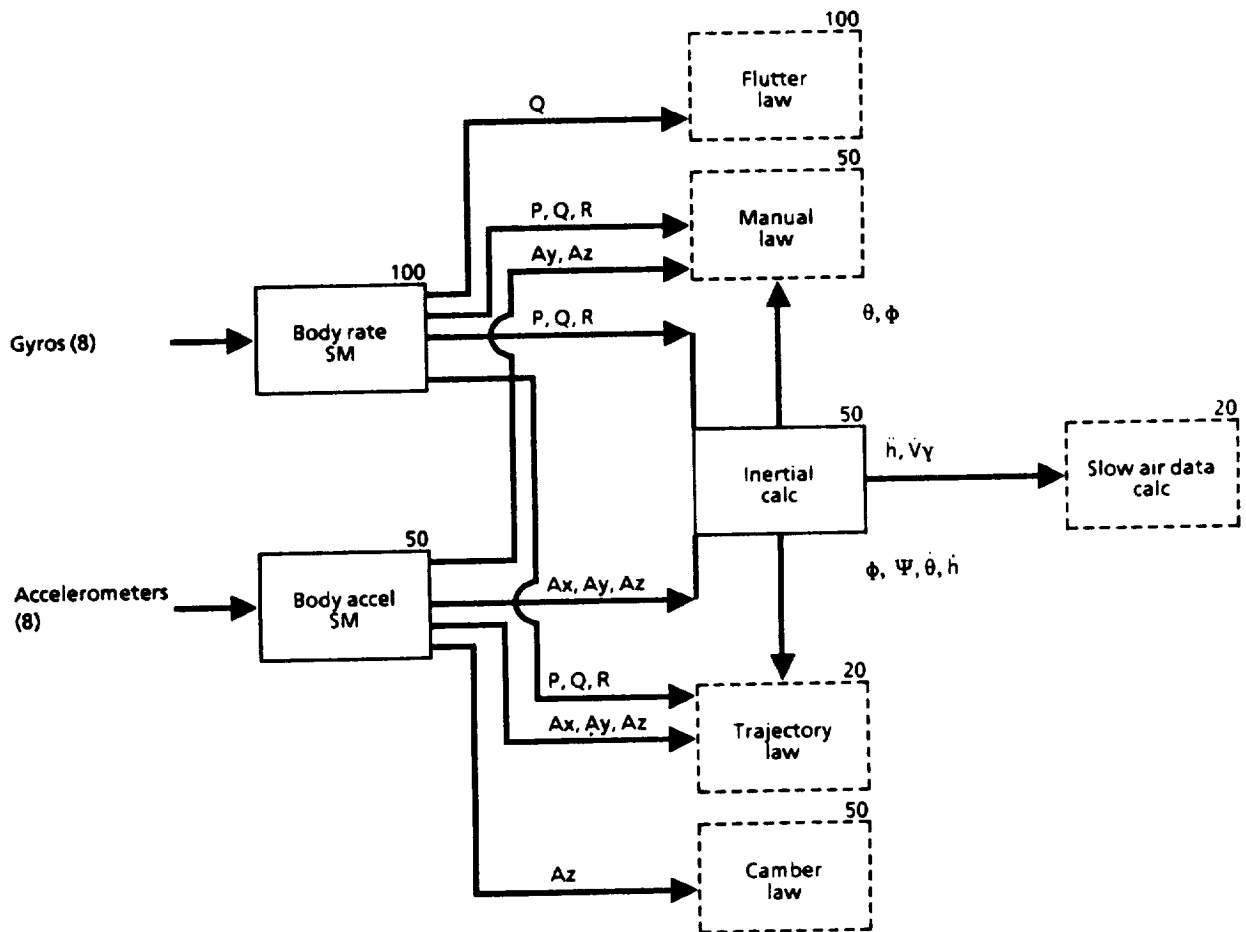 100
Flutter
law
Q
50
Manual
law
P, Q, R
Ay, Az
100
Body rate
SM
Gyros (8)
P, Q, R
θ, ϕ
50
Inertial
calc
ḧ, V̇γ
20
Slow air data
calc
50
Body accel
SM
Accelerometers
(8)
Ax, Ay, Az
ϕ, Ψ, θ̇, ḣ
20
Trajectory
law
P, Q, R
Ax, Ay, Az
50
Camber
law
Az